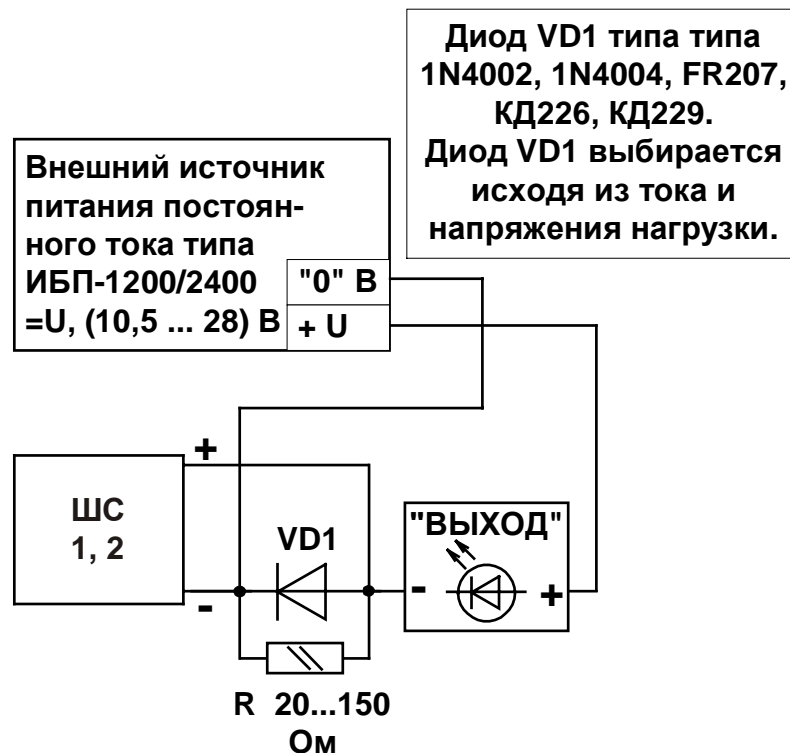 Диод VD1 типа типа
1N4002, 1N4004, FR207,
КД226, КД229.
Диод VD1 выбирается
исходя из тока и
напряжения нагрузки.
Внешний источник
питания постоян-
ного тока типа
ИБП-1200/2400
=U, (10,5 ... 28) В
"0" В
+ U
+
ШС
1, 2
-
VD1
"ВЫХОД"
-
+
R 20...150
Ом